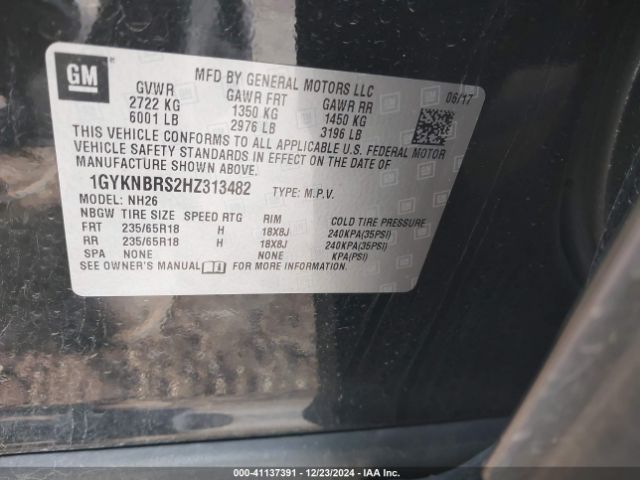 GM
MFD BY GENERAL MOTORS LLC
06/17
GVWR GAWR FRT GAWR RR
2722 KG 1350 KG 1450 KG
6001 LB 2976 LB 3196 LB
THIS VEHICLE CONFORMS TO ALL APPLICABLE U.S. FEDERAL MOTOR
VEHICLE SAFETY STANDARDS IN EFFECT ON THE DATE OF
MANUFACTURE SHOWN ABOVE.
1GYKNBRS2HZ313482 TYPE: M.P.V.
MODEL: NH26
NBGW TIRE SIZE SPEED RTG RIM COLD TIRE PRESSURE
FRT 235/65R18 H 18X8J 240KPA(35PSI)
RR 235/65R18 H 18X8J 240KPA(35PSI)
SPA NONE NONE KPA(PSI)
SEE OWNER'S MANUAL FOR MORE INFORMATION.
000-41137391 - 12/23/2024 - IAA Inc.